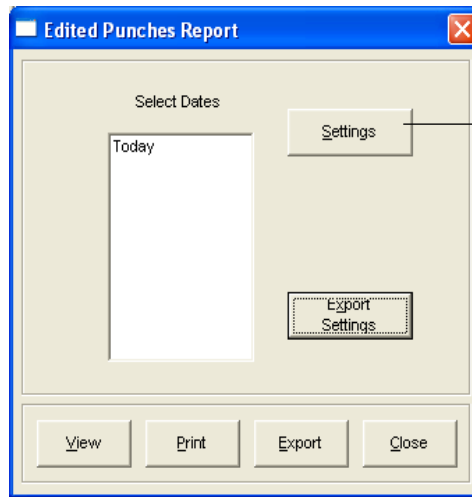 Edited Punches Report
Select Dates
Settings
Today
Export
Settings
View
Print
Export
Close